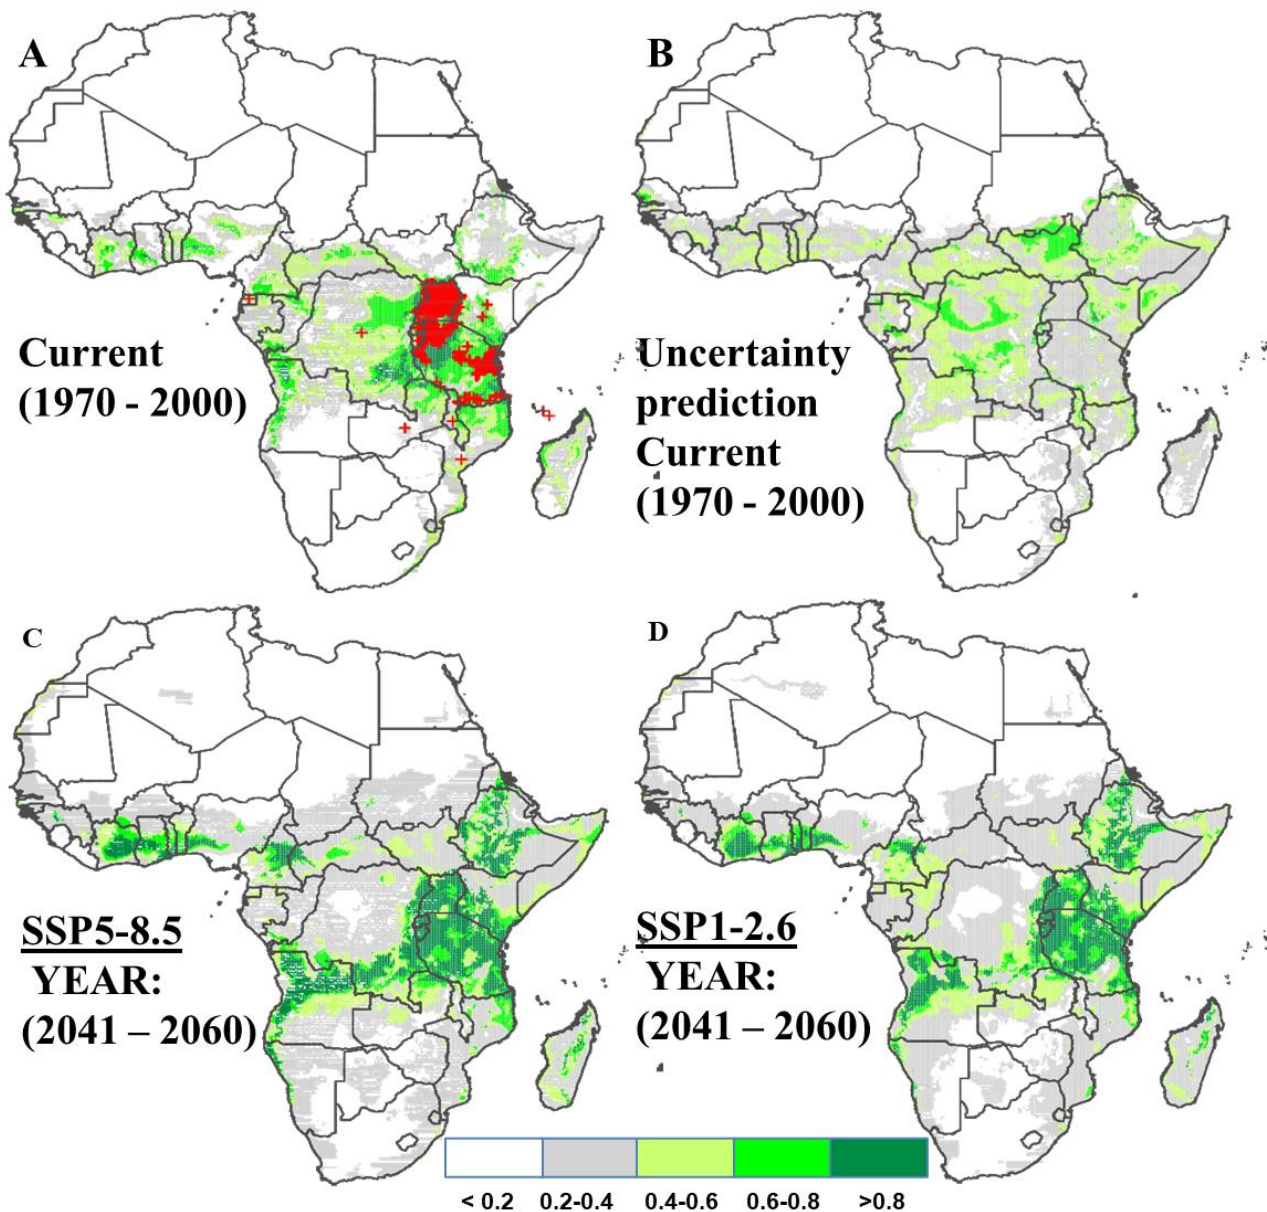 A
B
Current
(1970 - 2000)
Uncertainty
prediction
Current
(1970 - 2000)
C
D
SSP5-8.5
YEAR:
(2041 – 2060)
SSP1-2.6
YEAR:
(2041 – 2060)
< 0.2 0.2-0.4 0.4-0.6 0.6-0.8 >0.8